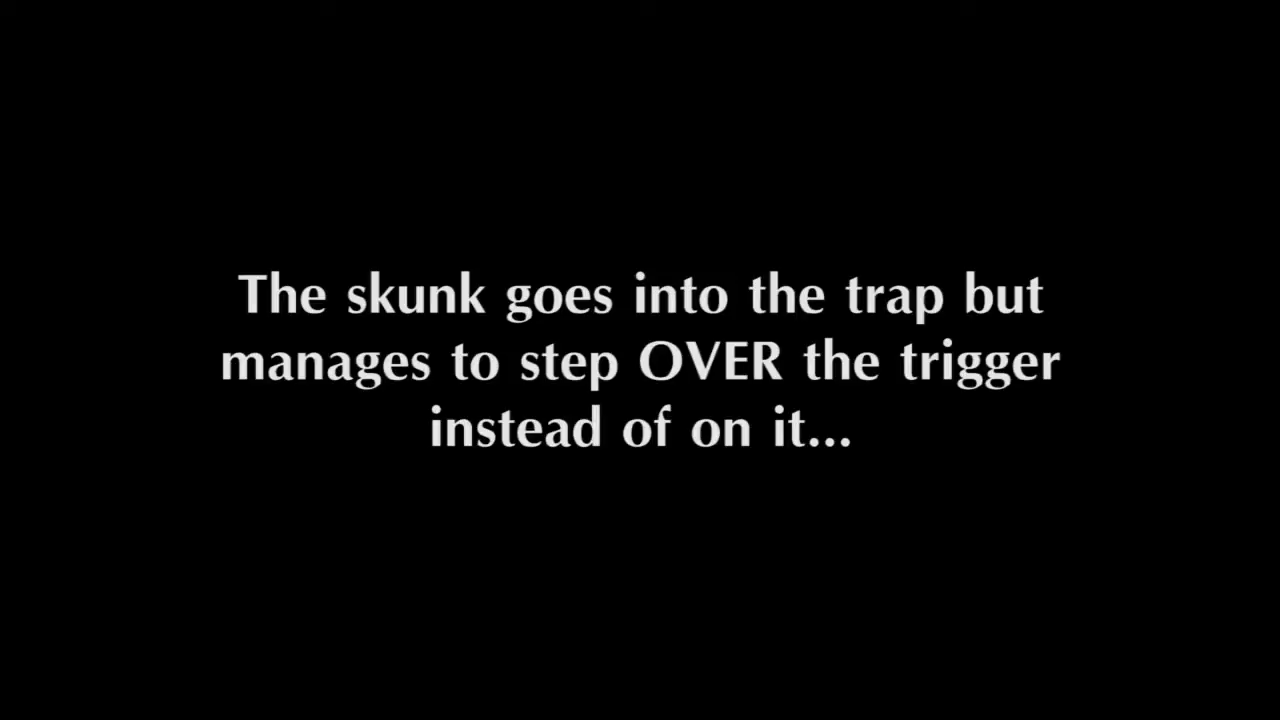 The skunk goes into the trap but
manages to step OVER the trigger
instead of on it...